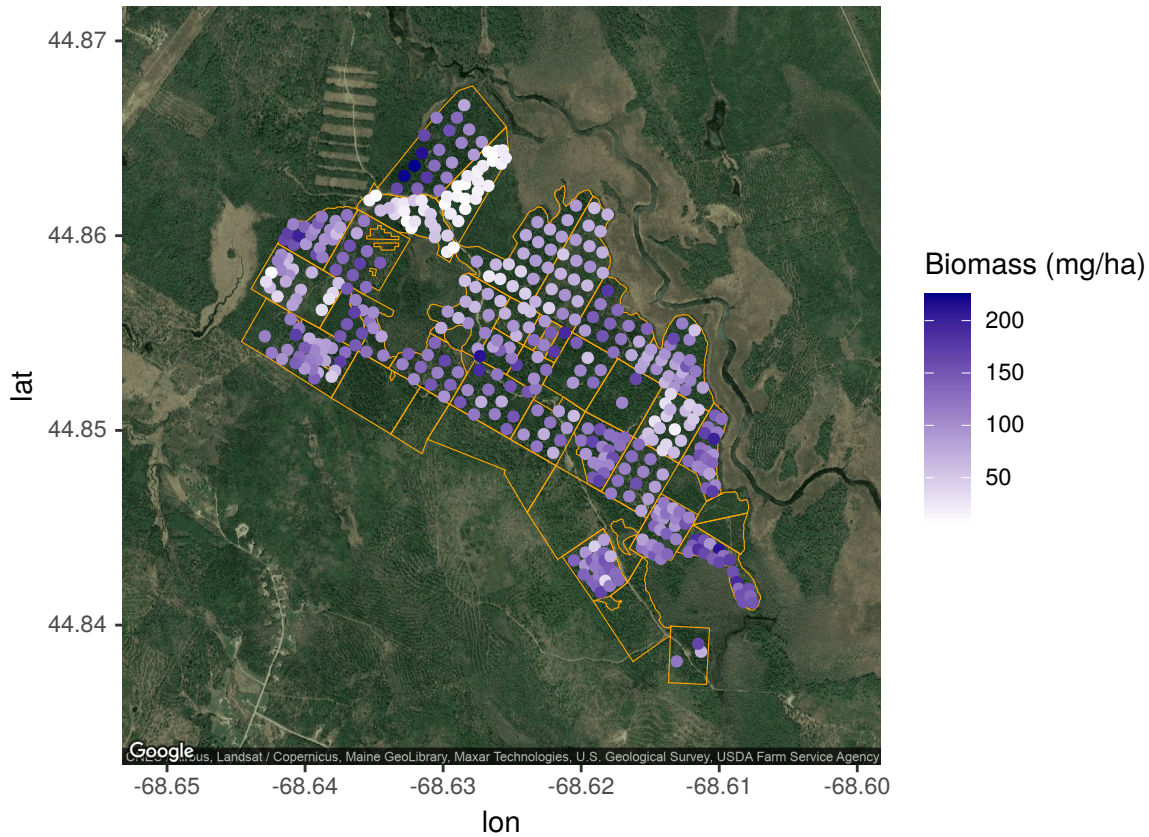 44.87
44.86
44.85
44.84
lat
-68.65
-68.64
-68.63
-68.62
-68.61
-68.60
lon
Biomass (mg/ha)
200
150
100
50
Google
Landsat / Copernicus, Maine GeoLibrary, Maxar Technologies, U.S. Geological Survey, USDA Farm Service Agency